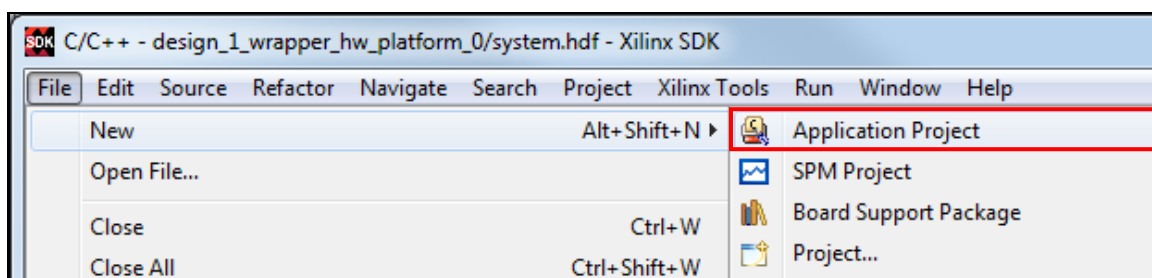 SDK C/C++ - design_1_wrapper_hw_platform_0/system.hdf - Xilinx SDK
File Edit Source Refactor Navigate Search Project Xilinx Tools Run Window Help
New Alt+Shift+N Application Project
Open File... SPM Project
Close Ctrl+W Board Support Package
Close All Ctrl+Shift+W Project...